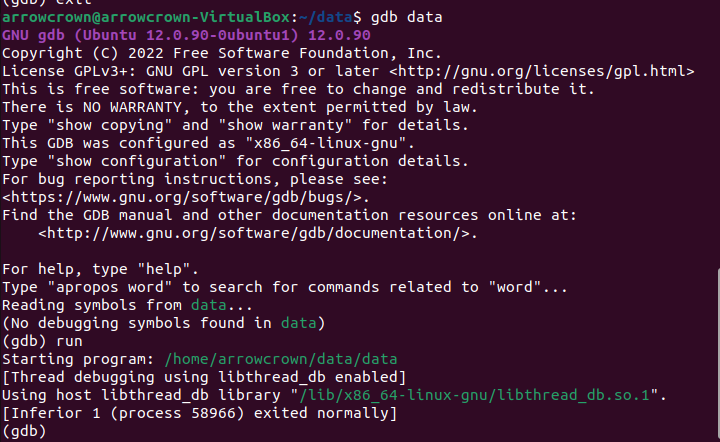 (gdb) exit
arrowcrown@arrowcrown-VirtualBox:~/data$ gdb data
GNU gdb (Ubuntu 12.0.90-0ubuntu1) 12.0.90
Copyright (C) 2022 Free Software Foundation, Inc.
License GPLv3+: GNU GPL version 3 or later <http://gnu.org/licenses/gpl.html>
This is free software: you are free to change and redistribute it.
There is NO WARRANTY, to the extent permitted by law.
Type "show copying" and "show warranty" for details.
This GDB was configured as "x86_64-linux-gnu".
Type "show configuration" for configuration details.
For bug reporting instructions, please see:
<https://www.gnu.org/software/gdb/bugs/>.
Find the GDB manual and other documentation resources online at:
    <http://www.gnu.org/software/gdb/documentation/>.

For help, type "help".
Type "apropos word" to search for commands related to "word"...
Reading symbols from data...
(No debugging symbols found in data)
(gdb) run
Starting program: /home/arrowcrown/data/data
[Thread debugging using libthread_db enabled]
Using host libthread_db library "/lib/x86_64-linux-gnu/libthread_db.so.1".
[Inferior 1 (process 58966) exited normally]
(gdb)